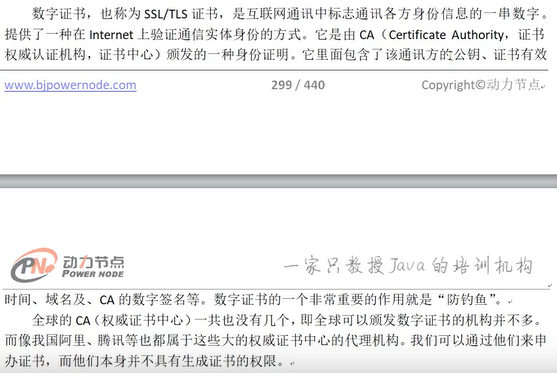 数字证书，也称为 SSL/TLS 证书，是互联网通讯中标志通讯各方身份信息的一串数字。
提供了一种在 Internet 上验证通信实体身份的方式。它是由 CA（Certificate Authority，证书
权威认证机构，证书中心）颁发的一种身份证明。它里面包含了该通讯方的公钥、证书有效
www.bjpowernode.com 299 / 440 Copyright©动力节点
动力节点
POWER NODE
一家只教授Java的培训机构
时间、域名及、CA 的数字签名等。数字证书的一个非常重要的作用就是“防钓鱼”。
全球的 CA（权威证书中心）一共也没有几个，即全球可以颁发数字证书的机构并不多。
而像我国阿里、腾讯等也都属于这些大的权威证书中心的代理机构。我们可以通过他们来申
办证书，而他们本身并不具有生成证书的权限。